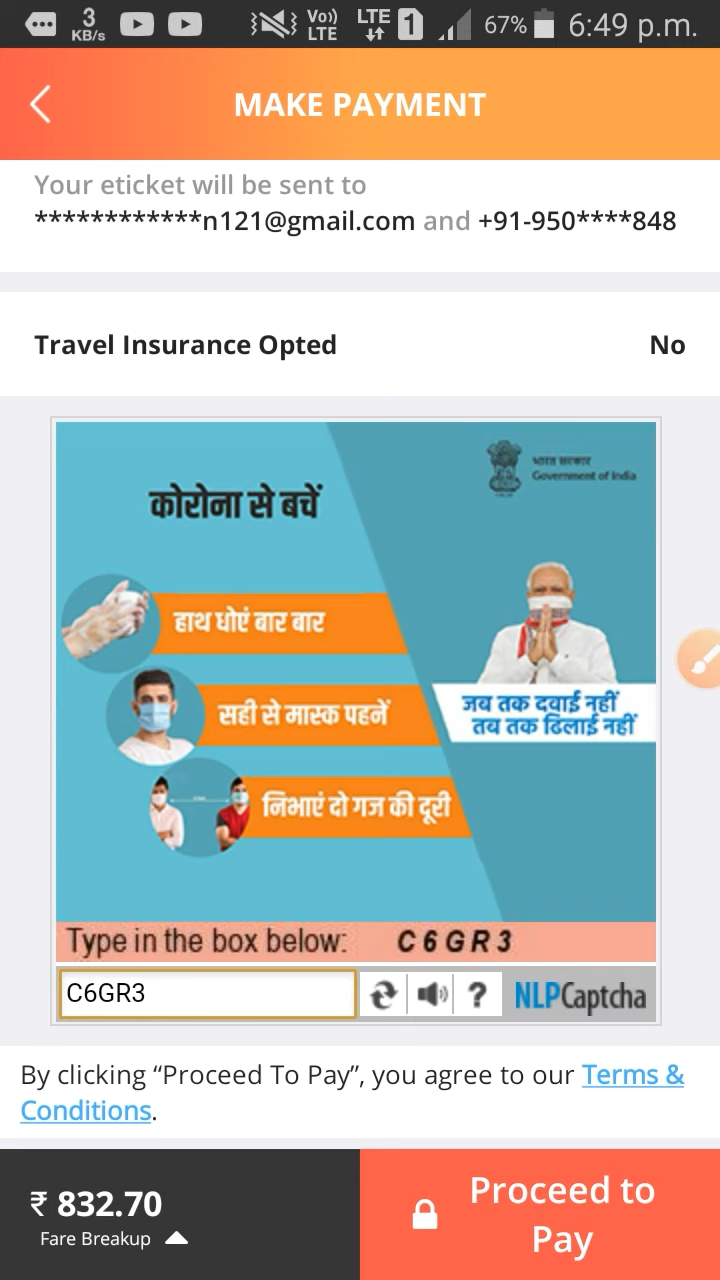 3
KB/s
Vo))
LTE
LTE
1
67%
6:49 p.m.
MAKE PAYMENT
Your eticket will be sent to
************n121@gmail.com and +91-950****848
Travel Insurance Opted No
भारत सरकार
Government of India
कोरोना से बचें
हाथ धोएं बार बार
सही से मास्क पहनें
जब तक दवाई नहीं
तब तक ढिलाई नहीं
निभाएं दो गज की दूरी
Type in the box below: C6GR3
C6GR3
? NLPCaptcha
By clicking “Proceed To Pay”, you agree to our Terms &
Conditions.
₹ 832.70
Fare Breakup
Proceed to
Pay